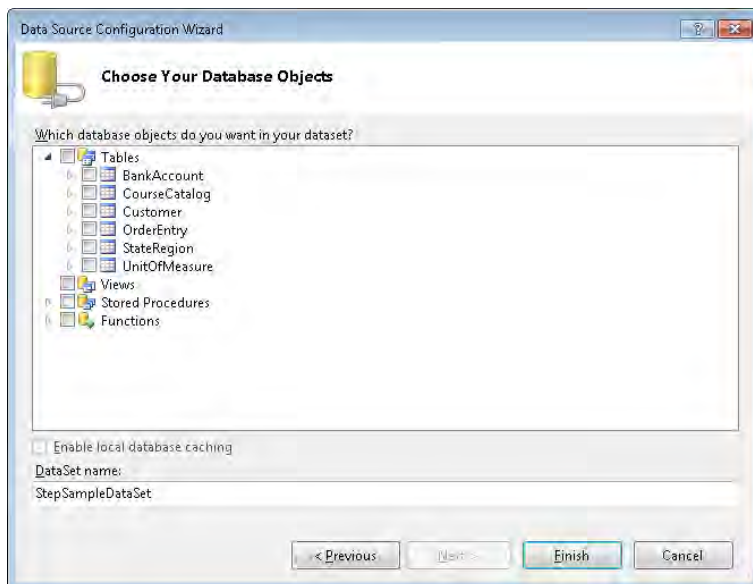 Data Source Configuration Wizard
Choose Your Database Objects
Which database objects do you want in your dataset?
Tables
BankAccount
CourseCatalog
Customer
OrderEntry
StateRegion
UnitOfMeasure
Views
Stored Procedures
Functions
Enable local database caching
DataSet name:
StepSampleDataSet
< Previous
Next >
Finish
Cancel